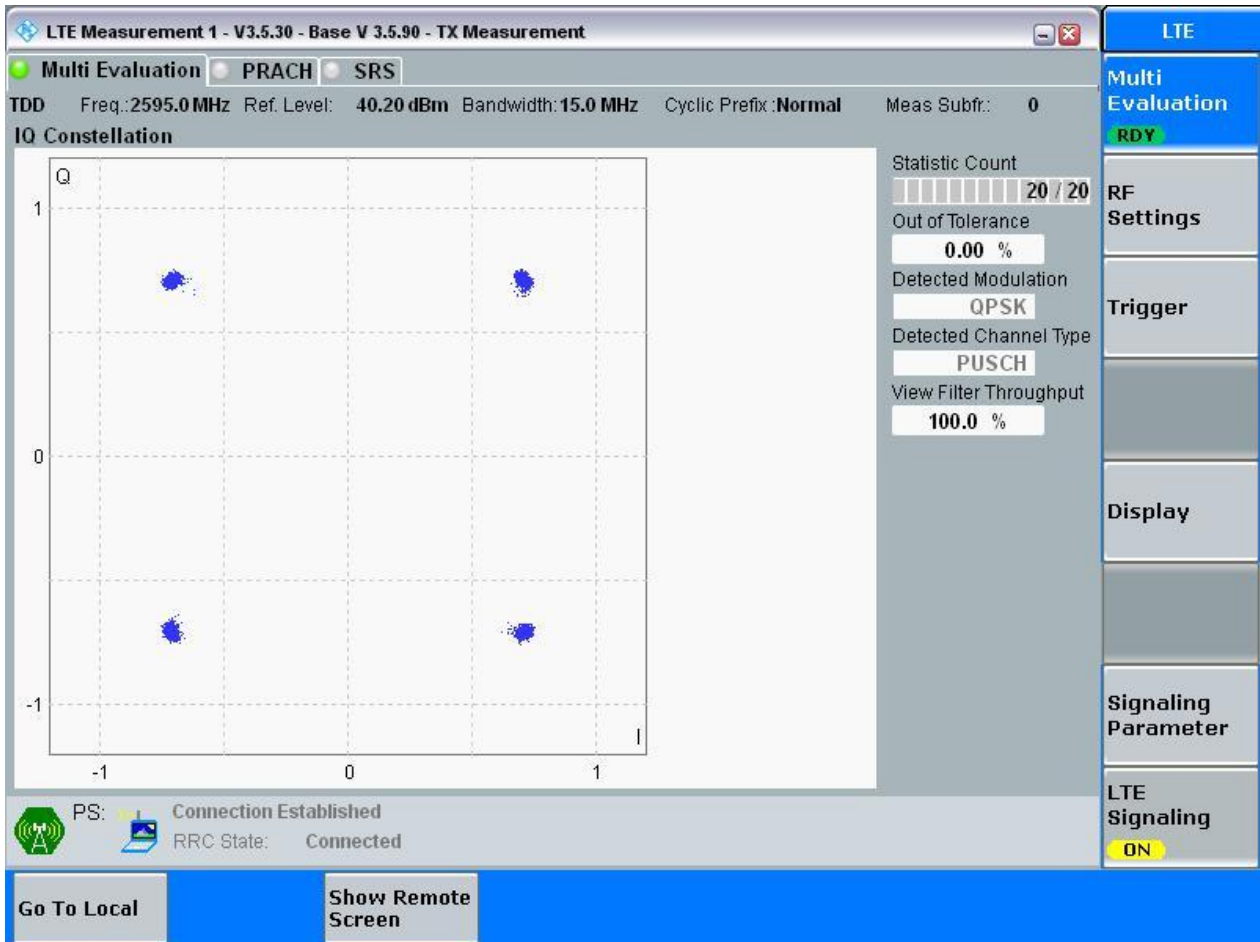 LTE Measurement 1 - V3.5.30 - Base V 3.5.90 - TX Measurement
LTE
Multi Evaluation PRACH SRS
Multi
Evaluation
RDY
TDD Freq.:2595.0 MHz Ref. Level: 40.20 dBm Bandwidth:15.0 MHz Cyclic Prefix :Normal Meas Subfr.: 0
IQ Constellation
Q
1
0
-1
I
-1 0 1
Statistic Count
20 / 20
Out of Tolerance
0.00 %
Detected Modulation
QPSK
Detected Channel Type
PUSCH
View Filter Throughput
100.0 %
RF
Settings
Trigger
Display
Signaling
Parameter
LTE
Signaling
ON
PS: Connection Established
RRC State: Connected
Go To Local
Show Remote
Screen